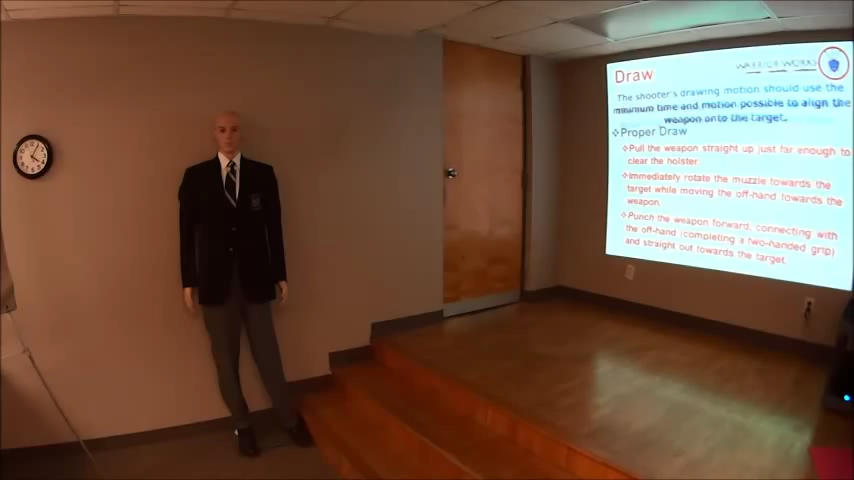 WARRIOR WORKS
Draw
The shooter's drawing motion should use the
minimum time and motion possible to align the
weapon onto the target.
❖Proper Draw
❖Pull the weapon straight up just far enough to
clear the holster.
❖Immediately rotate the muzzle towards the
target while moving the off-hand towards the
weapon.
❖Punch the weapon forward, connecting with
the off-hand (completing a two-handed grip)
and straight out towards the target.